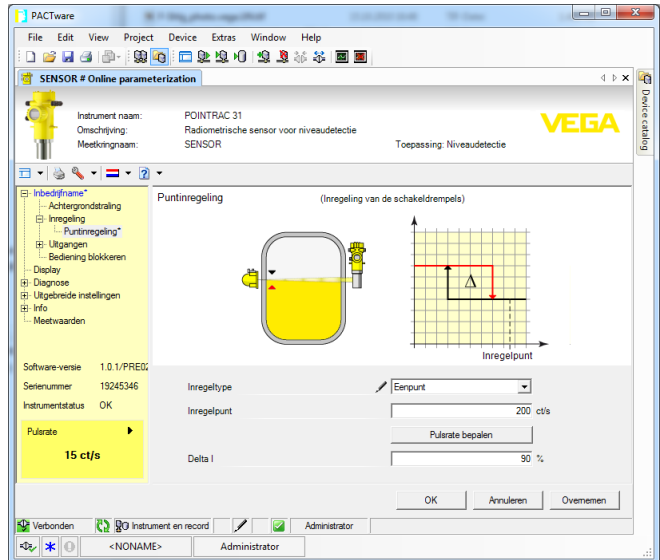 PACTware
File Edit View Project Device Extras Window Help
SENSOR # Online parameterization
Device catalog
Instrument naam: POINTRAC 31
Omschrijving: Radiometrische sensor voor niveaudetectie
Meetkringnaam: SENSOR
Toepassing: Niveaudetectie
VEGA
Inbedrijfname*
Achtergrondstraling
Inregeling
Puntinregeling*
Uitgangen
Bediening blokkeren
Display
Diagnose
Uitgebreide instellingen
Info
Meetwaarden
Software-versie 1.0.1/PRE02
Serienummer 19245346
Instrumentstatus OK
Pulsrate
15 ct/s
Puntinregeling (Inregeling van de schakeldrempels)
Δ
Inregelpunt
Inregeltype Eenpunt
Inregelpunt 200 ct/s
Pulsrate bepalen
Delta I 90 %
OK Annuleren Overnemen
Verbonden Instrument en record Administrator
<NONAME> Administrator